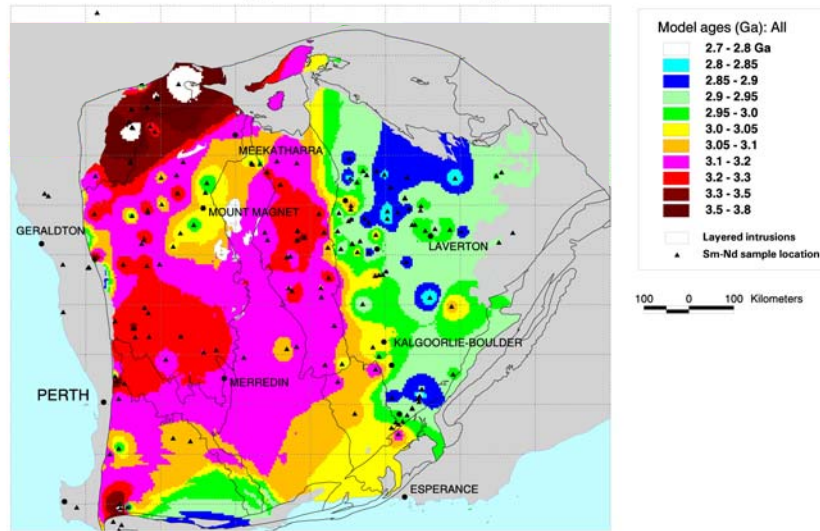 MEEKATHARRA
MOUNT MAGNET
GERALDTON
LAVERTON
KALGOORLIE-BOULDER
MERREDIN
PERTH
ESPERANCE
Model ages (Ga): All
2.7 - 2.8 Ga
2.8 - 2.85
2.85 - 2.9
2.9 - 2.95
2.95 - 3.0
3.0 - 3.05
3.05 - 3.1
3.1 - 3.2
3.2 - 3.3
3.3 - 3.5
3.5 - 3.8
Layered intrusions
Sm-Nd sample location
100 0 100 Kilometers